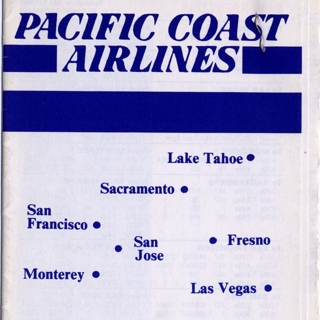 PACIFIC COAST
AIRLINES
Lake Tahoe
Sacramento
San
Francisco
San
Jose
Fresno
Monterey
Las Vegas